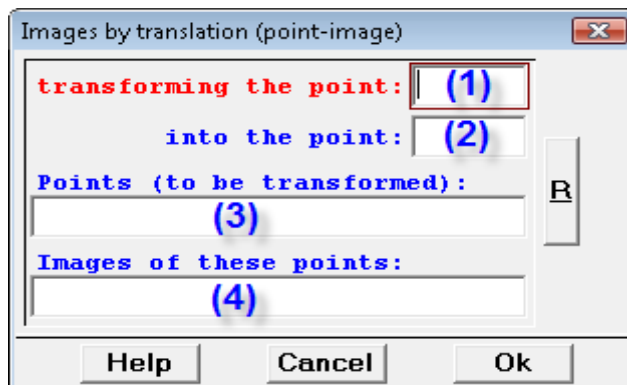 Images by translation (point-image)
transforming the point: (1)
into the point: (2)
Points (to be transformed):
(3)
R
Images of these points:
(4)
Help Cancel Ok